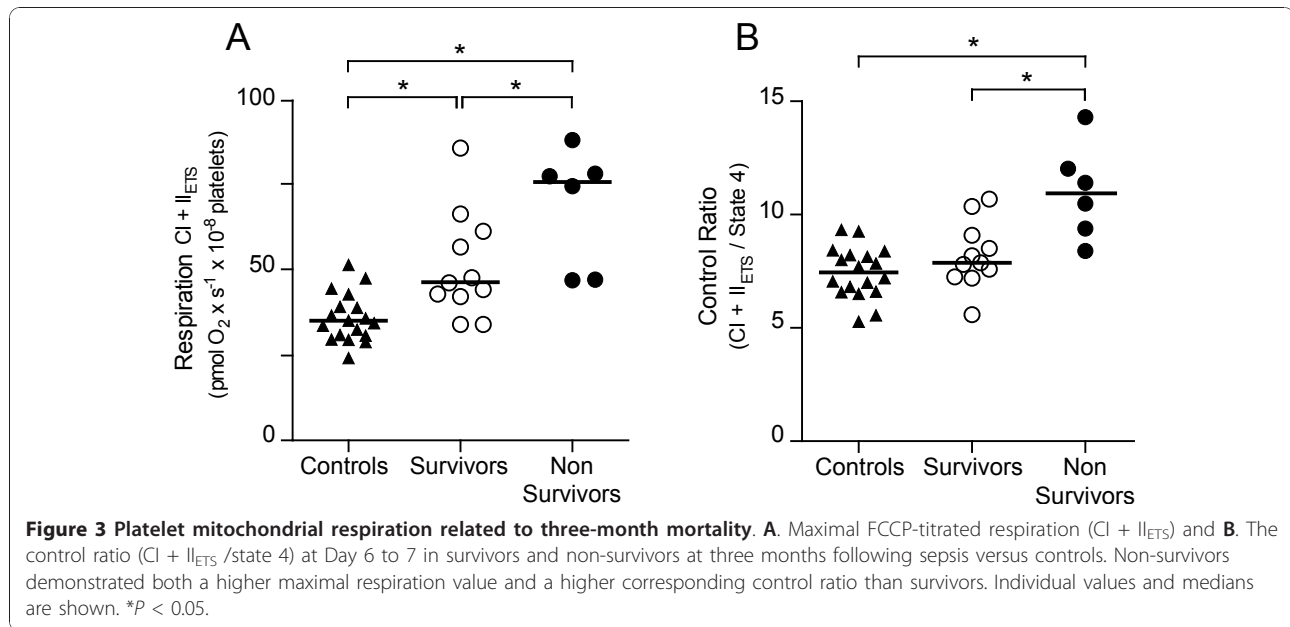 A
B
*
*
*
*
*
100
50
0
Respiration CI + II_ETS
(pmol O₂ x s⁻¹ x 10⁻⁸ platelets)
Controls
Survivors
Non
Survivors
15
10
5
0
Control Ratio
(CI + II_ETS / State 4)
Controls
Survivors
Non
Survivors
Figure 3 Platelet mitochondrial respiration related to three-month mortality. A. Maximal FCCP-titrated respiration (CI + II_ETS) and B. The
control ratio (CI + II_ETS /state 4) at Day 6 to 7 in survivors and non-survivors at three months following sepsis versus controls. Non-survivors
demonstrated both a higher maximal respiration value and a higher corresponding control ratio than survivors. Individual values and medians
are shown. *P < 0.05.